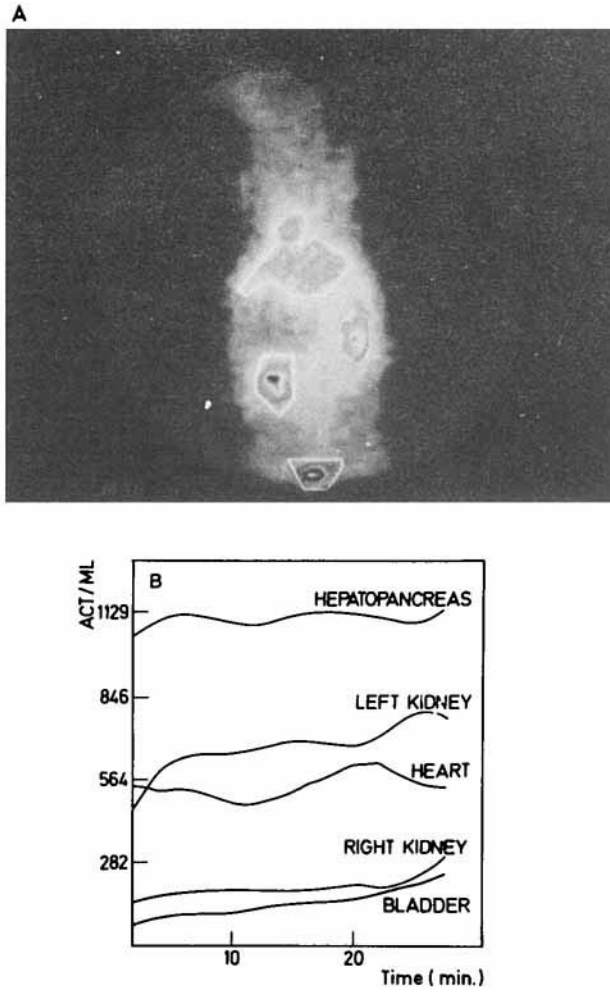 A
B
ACT/ML
1129
846
564
282
HEPATOPANCREAS
LEFT KIDNEY
HEART
RIGHT KIDNEY
BLADDER
10
20
Time (min.)